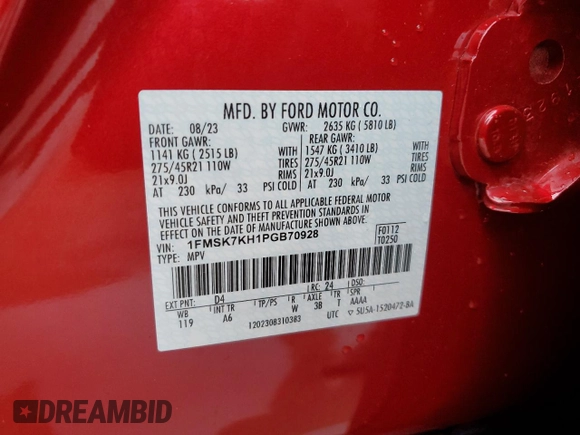 MFD. BY FORD MOTOR CO.
DATE: 08/23 GVWR: 2635 KG ( 5810 LB)
FRONT GAWR: REAR GAWR:
1141 KG ( 2515 LB) WITH 1547 KG ( 3410 LB) WITH
275/45R21 110W TIRES 275/45R21 110W TIRES
21x9.0J RIMS 21x9.0J RIMS
AT 230 kPa/ 33 PSI COLD AT 230 kPa/ 33 PSI COLD
THIS VEHICLE CONFORMS TO ALL APPLICABLE FEDERAL MOTOR
VEHICLE SAFETY AND THEFT PREVENTION STANDARDS IN
EFFECT ON THE DATE OF MANUFACTURE SHOWN ABOVE.
VIN: 1FMSK7KH1PGB70928 F0112
TYPE: MPV T0250
EXT PNT: D4 RC: 24 DSO:
WB INT TR TP/PS R AXLE TR SPR
119 A6 W 3B T AAAA
1202308310383 UTC 5U5A-1520472-BA
DREAMBID